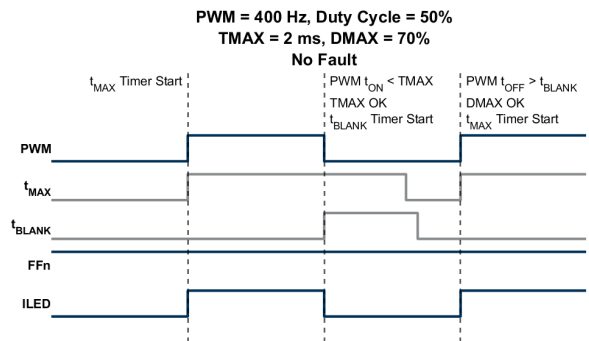 PWM = 400 Hz, Duty Cycle = 50%
TMAX = 2 ms, DMAX = 70%
No Fault
tMAX Timer Start
PWM tON < TMAX
TMAX OK
tBLANK Timer Start
PWM tOFF > tBLANK
DMAX OK
tMAX Timer Start
PWM
tMAX
tBLANK
FFn
ILED